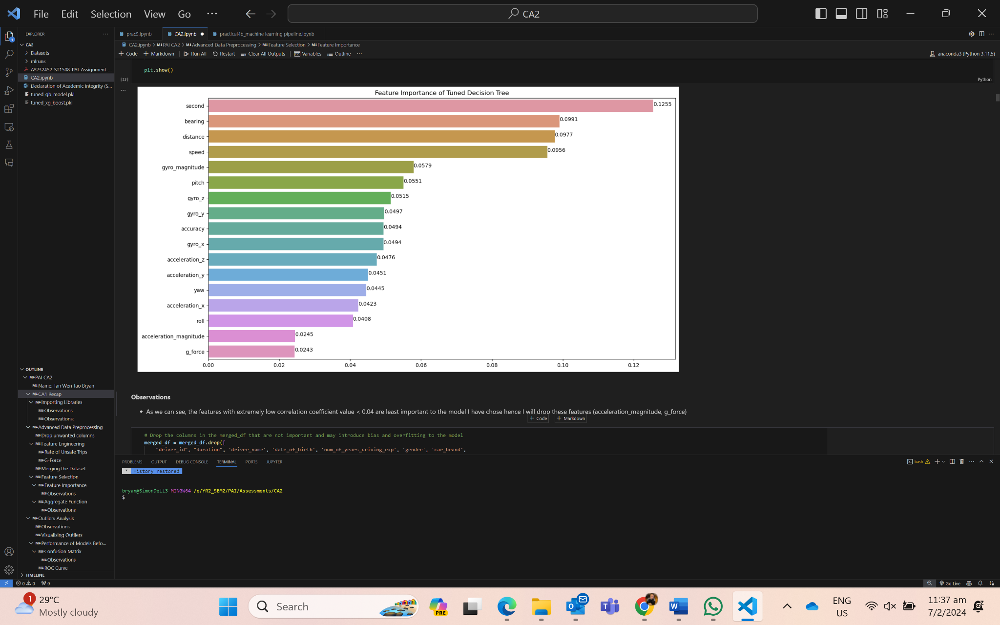 File Edit Selection View Go ···
CA2
EXPLORER
CA2
Datasets
mlruns
AY2324S2_ST1508_PAI_Assignment_...
CA2.ipynb
Declaration of Academic Integrity (S...
tuned_gb_model.pkl
tuned_xg_boost.pkl
OUTLINE
PAI CA2
Name: Tan Wen Tao Bryan
CA1 Recap
Importing Libraries
Observations
Observations:
Advanced Data Preprocessing
Drop unwanted columns
Feature Engineering
Rate of Unsafe Trips
G-Force
Merging the Dataset
Feature Selection
Feature Importance
Observations
Aggregate Function
Observations
Outliers Analysis
Observations
Visualising Outliers
Performance of Models Befo...
Confusion Matrix
Observations
ROC Curve
TIMELINE
prac5.ipynb CA2.ipynb practical4b_machine learning pipeline.ipynb
CA2.ipynb > M↓PAI CA2 > M↓Advanced Data Preprocessing > M↓Feature Selection > M↓Feature Importance
+ Code + Markdown Run All Restart Clear All Outputs Variables Outline ···
anaconda3 (Python 3.11.5)
plt.show()
[23]
Python
Feature Importance of Tuned Decision Tree
second 0.1255
bearing 0.0991
distance 0.0977
speed 0.0956
gyro_magnitude 0.0579
pitch 0.0551
gyro_z 0.0515
gyro_y 0.0497
accuracy 0.0494
gyro_x 0.0494
acceleration_z 0.0476
acceleration_y 0.0451
yaw 0.0445
acceleration_x 0.0423
roll 0.0408
acceleration_magnitude 0.0245
g_force 0.0243
0.00 0.02 0.04 0.06 0.08 0.10 0.12
Observations
• As we can see, the features with extremely low correlation coefficient value < 0.04 are least important to the model I have chose hence I will drop these features (acceleration_magnitude, g_force)
+ Code + Markdown
# Drop the columns in the merged_df that are not important and may introduce bias and overfitting to the model
merged_df = merged_df.drop([
"driver_id", "duration", 'driver_name', 'date_of_birth', 'num_of_years_driving_exp', 'gender', 'car_brand',
PROBLEMS OUTPUT DEBUG CONSOLE TERMINAL PORTS JUPYTER
bash
* History restored
bryan@SimonDell3 MINGW64 /e/YR2_SEM2/PAI/Assessments/CA2
$
0 0 0
Go Live
1
29°C
Mostly cloudy
Search
PRE
ENG
US
11:37 am
7/2/2024